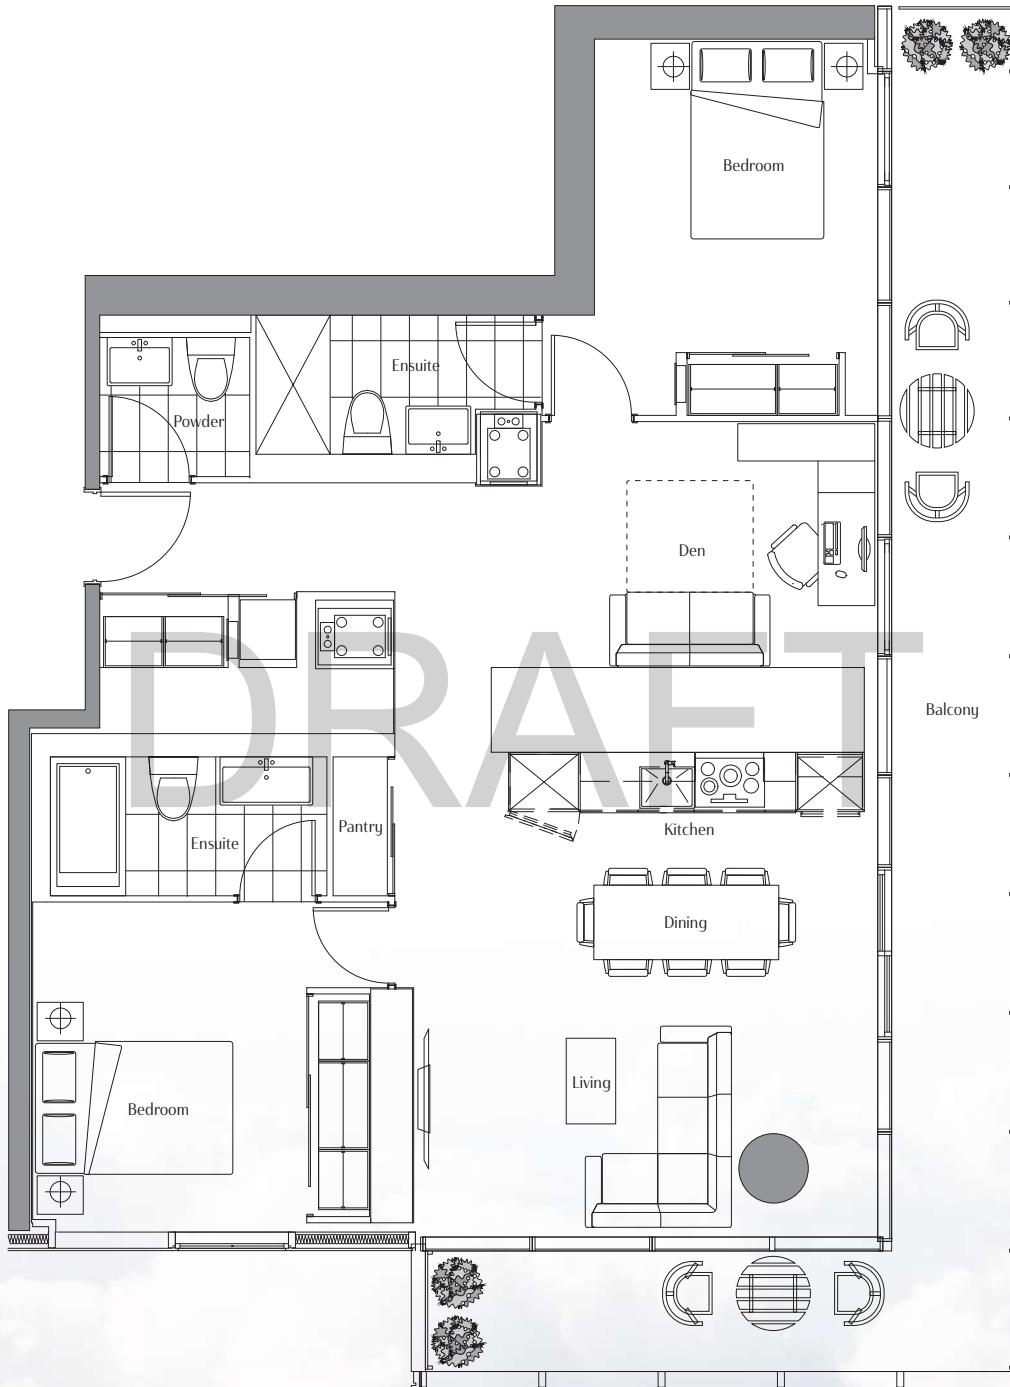 Bedroom
Ensuite
Powder
Den
DRAFT
Balcony
Pantry
Kitchen
Ensuite
Dining
Living
Bedroom